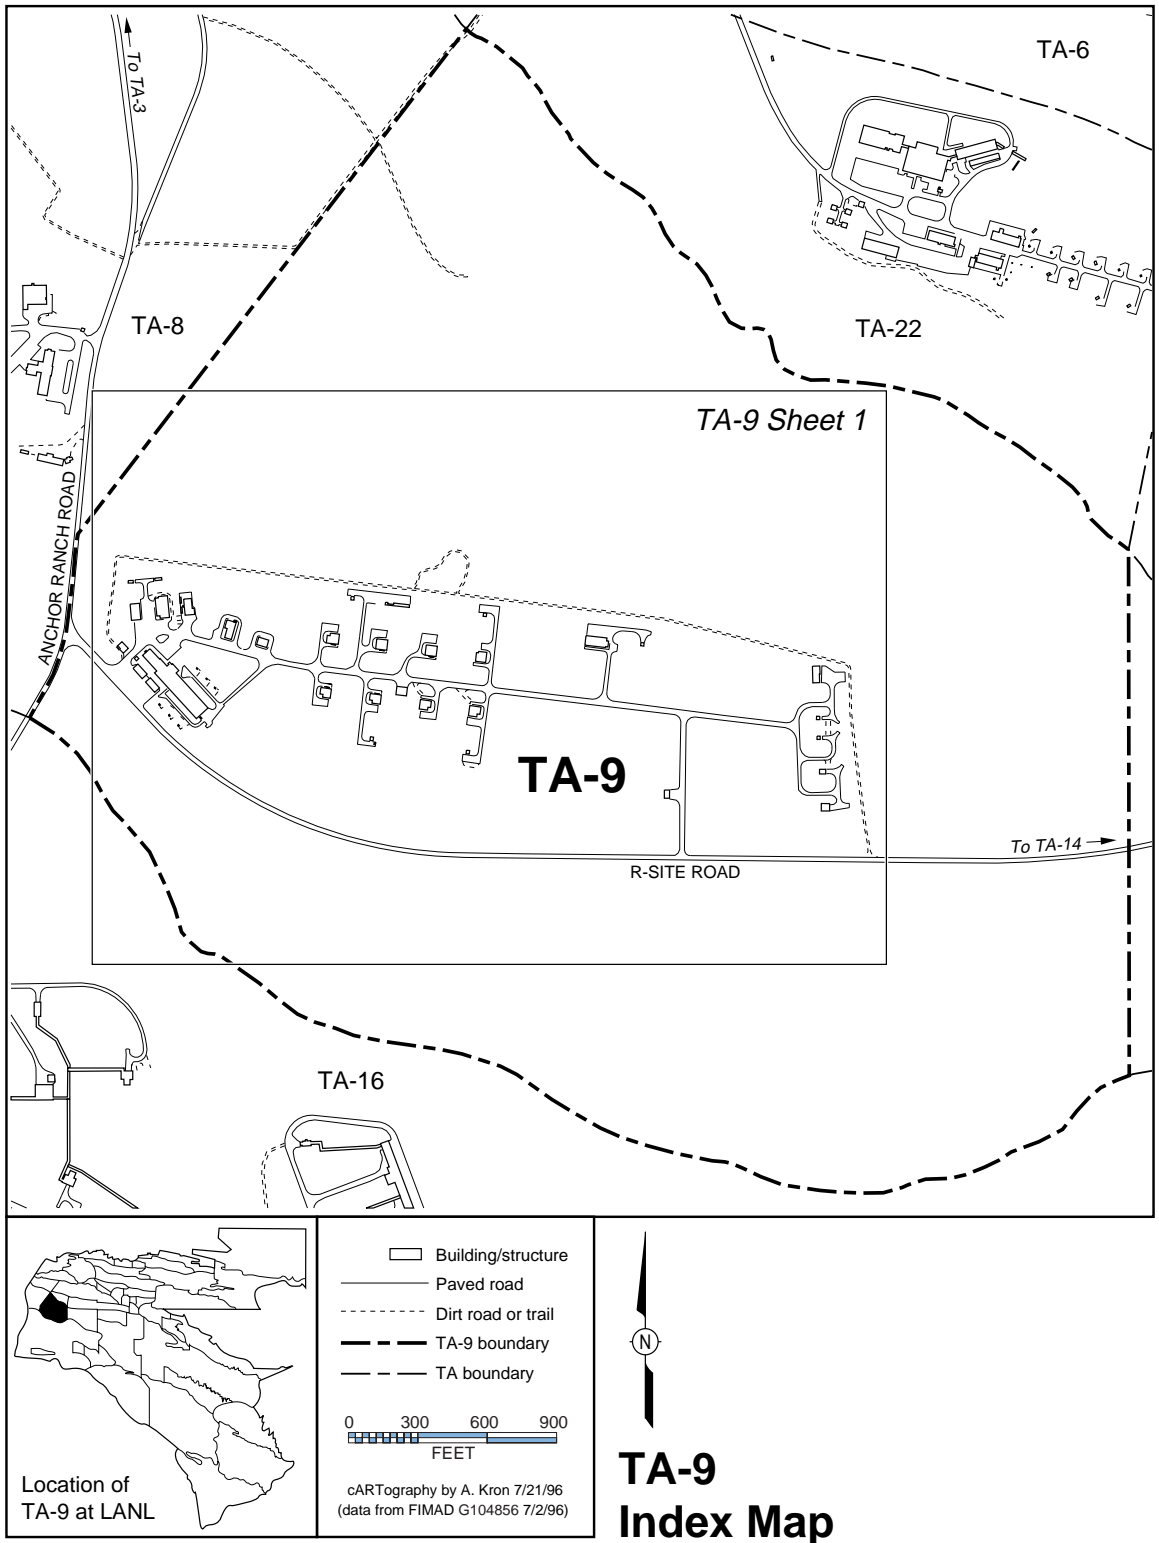 TA-6
To TA-3
TA-8
TA-22
TA-9 Sheet 1
ANCHOR RANCH ROAD
TA-9
To TA-14
R-SITE ROAD
TA-16
Location of
TA-9 at LANL
Building/structure
Paved road
Dirt road or trail
TA-9 boundary
TA boundary
0 300 600 900
FEET
cARTography by A. Kron 7/21/96
(data from FIMAD G104856 7/2/96)
N
TA-9
Index Map